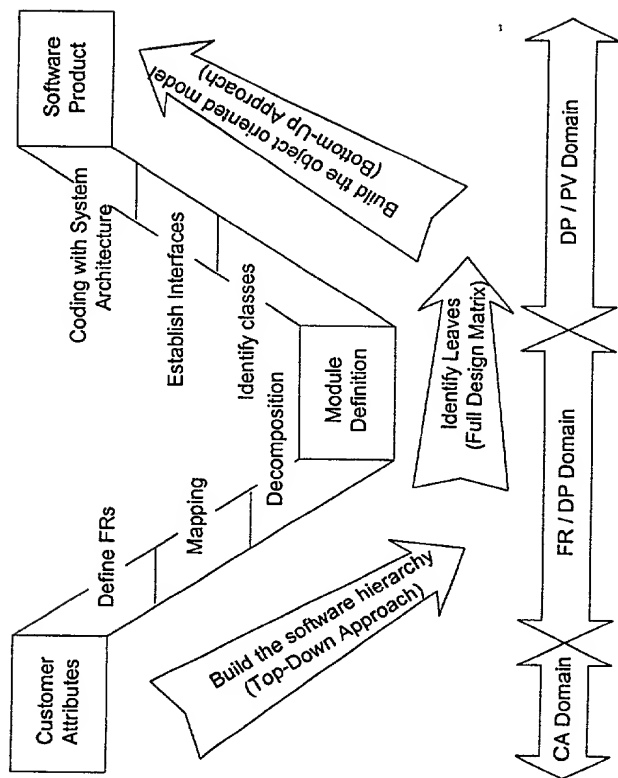 Customer
Attributes
Define FRs
Mapping
Decomposition
Module
Definition
Identify classes
Establish Interfaces
Coding with System
Architecture
Software
Product
Build the software hierarchy
(Top-Down Approach)
Identify Leaves
(Full Design Matrix)
Build the object oriented model
(Bottom-Up Approach)
CA Domain
FR / DP Domain
DP / PV Domain